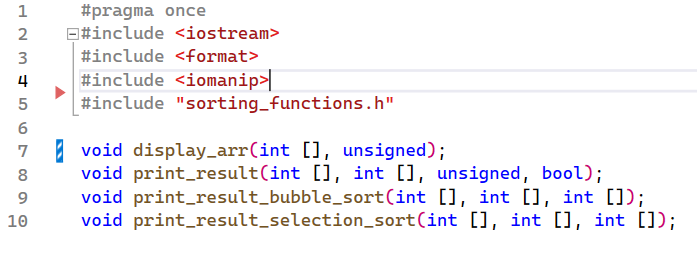 1 #pragma once
2 #include <iostream>
3 #include <format>
4 #include <iomanip>
5 #include "sorting_functions.h"
6
7 void display_arr(int [], unsigned);
8 void print_result(int [], int [], unsigned, bool);
9 void print_result_bubble_sort(int [], int [], int []);
10 void print_result_selection_sort(int [], int [], int []);